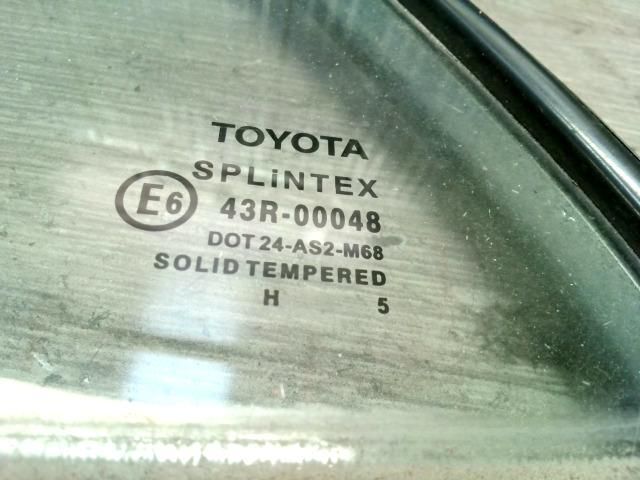 TOYOTA
SPLiNTEX
E6 43R-00048
DOT 24-AS2-M68
SOLID TEMPERED
H 5